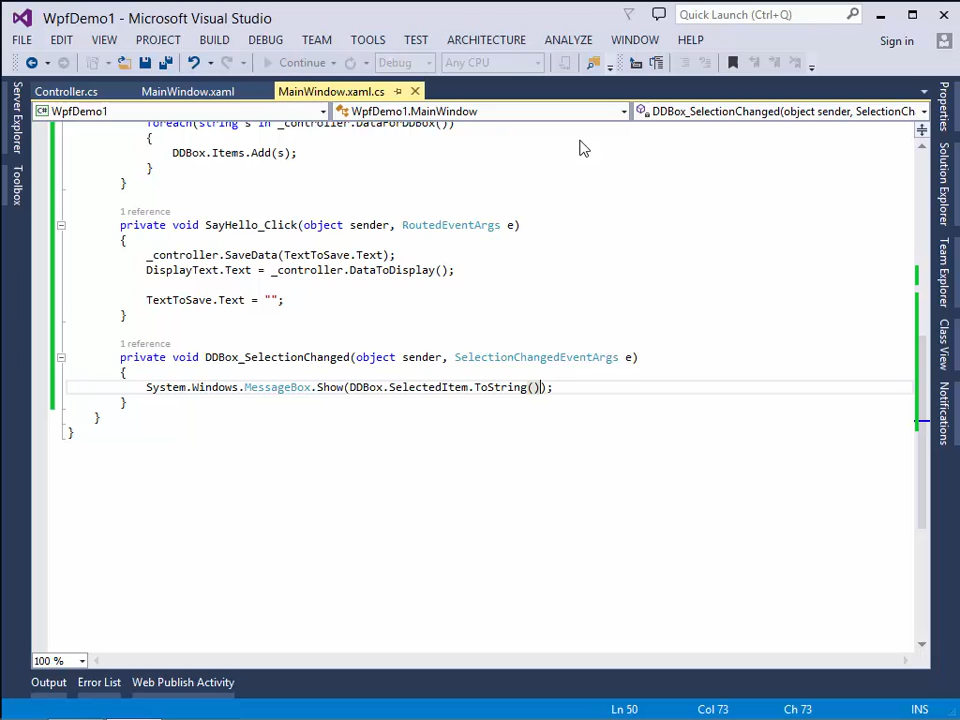 WpfDemo1 - Microsoft Visual Studio
Quick Launch (Ctrl+Q)
FILE EDIT VIEW PROJECT BUILD DEBUG TEAM TOOLS TEST ARCHITECTURE ANALYZE WINDOW HELP Sign in
Continue Debug Any CPU
Controller.cs MainWindow.xaml MainWindow.xaml.cs
WpfDemo1 WpfDemo1.MainWindow DDBox_SelectionChanged(object sender, SelectionCh
foreach(string s in _controller.DataForDDBox())
{
DDBox.Items.Add(s);
}
}
1 reference
private void SayHello_Click(object sender, RoutedEventArgs e)
{
_controller.SaveData(TextToSave.Text);
DisplayText.Text = _controller.DataToDisplay();
TextToSave.Text = "";
}
1 reference
private void DDBox_SelectionChanged(object sender, SelectionChangedEventArgs e)
{
System.Windows.MessageBox.Show(DDBox.SelectedItem.ToString());
}
}
}
100 %
Output Error List Web Publish Activity
Ln 50 Col 73 Ch 73 INS
Server Explorer
Toolbox
Properties
Solution Explorer
Team Explorer
Class View
Notifications